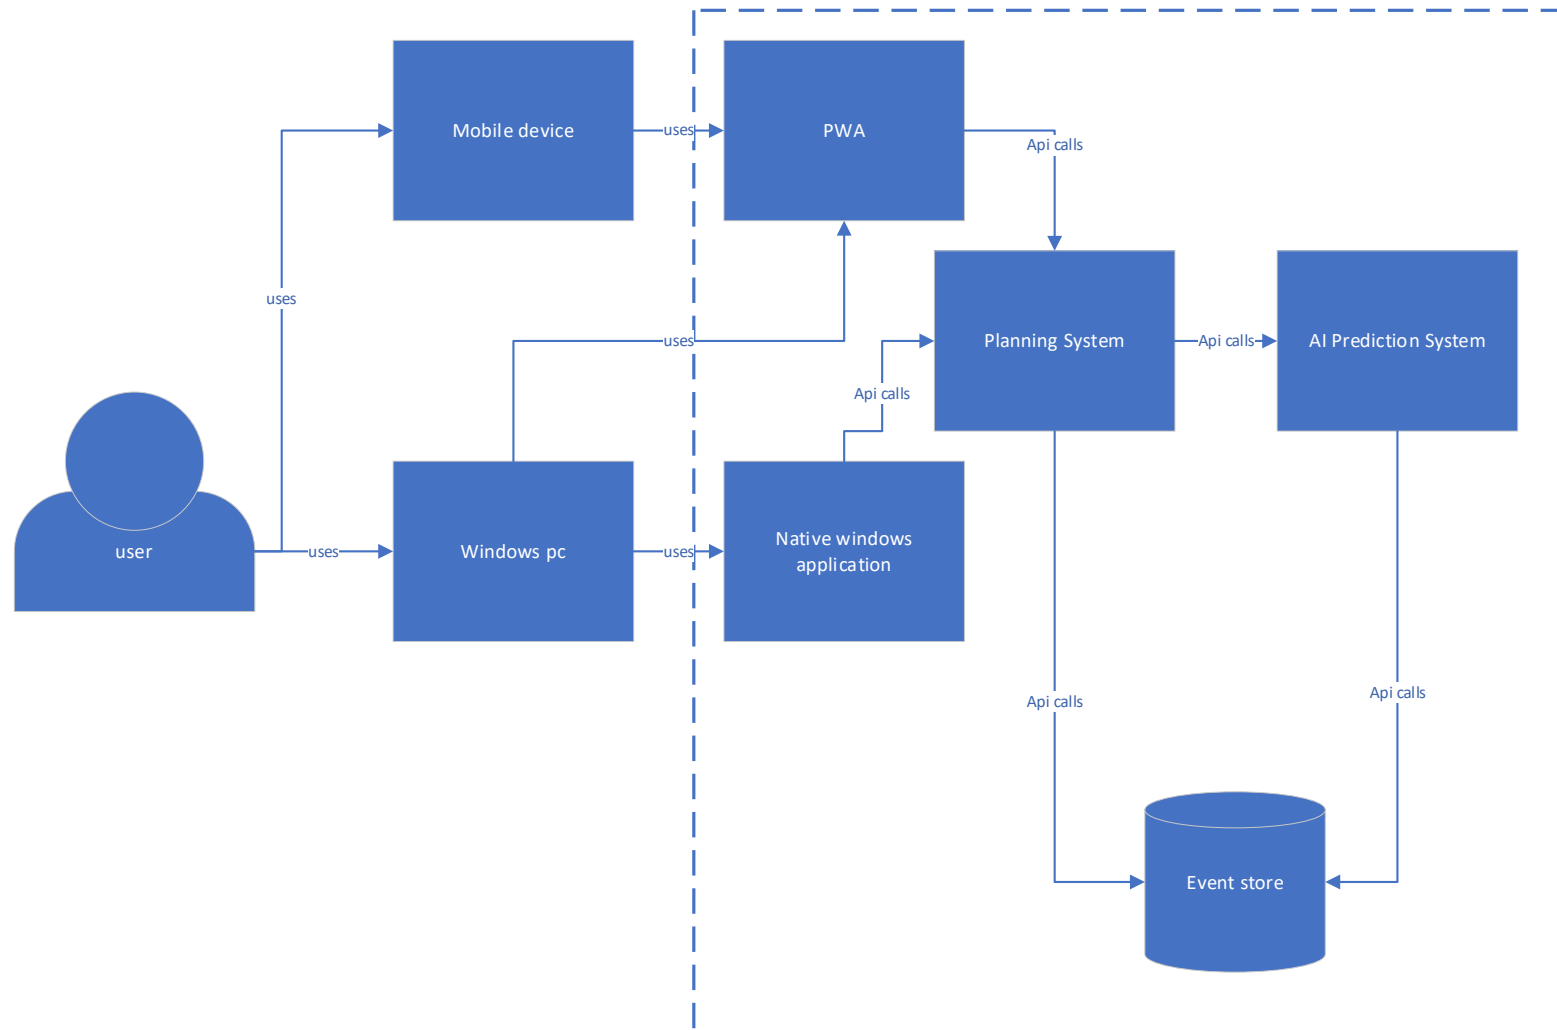 Mobile device
uses
PWA
Api calls
uses
uses
Planning System
Api calls
AI Prediction System
Api calls
user
uses
Windows pc
uses
Native windows
application
Api calls
Api calls
Event store